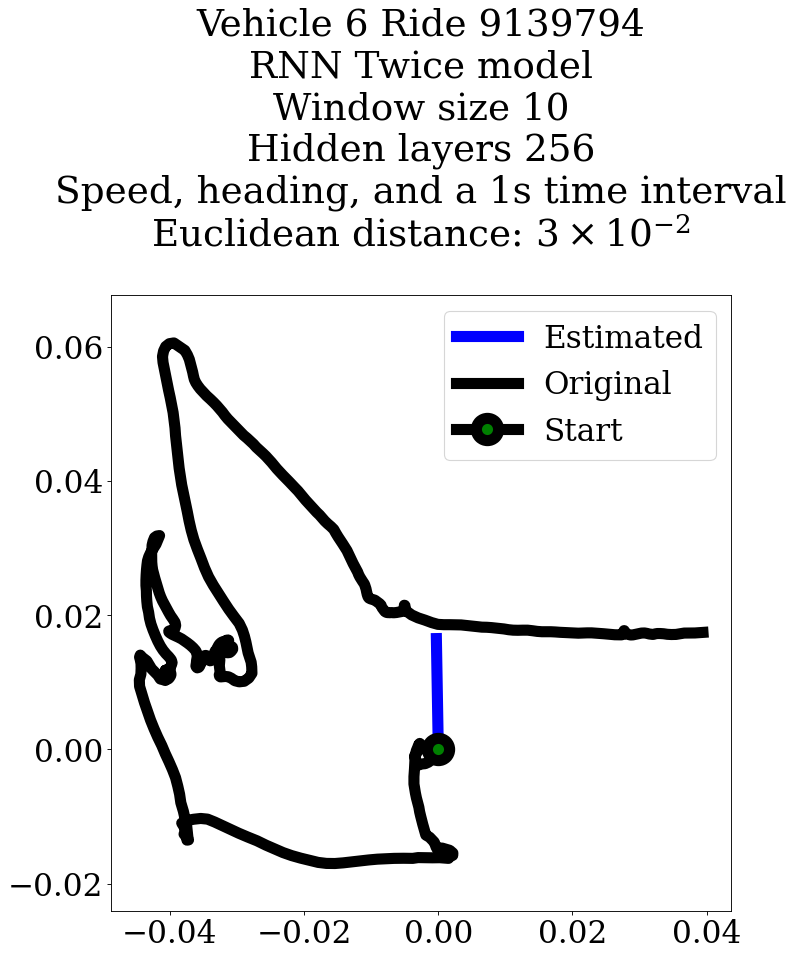 Vehicle 6 Ride 9139794
RNN Twice model
Window size 10
Hidden layers 256
Speed, heading, and a 1s time interval
Euclidean distance: $3 \times 10^{-2}$
Estimated
Original
Start
0.06
0.04
0.02
0.00
−0.02
−0.04 −0.02 0.00 0.02 0.04